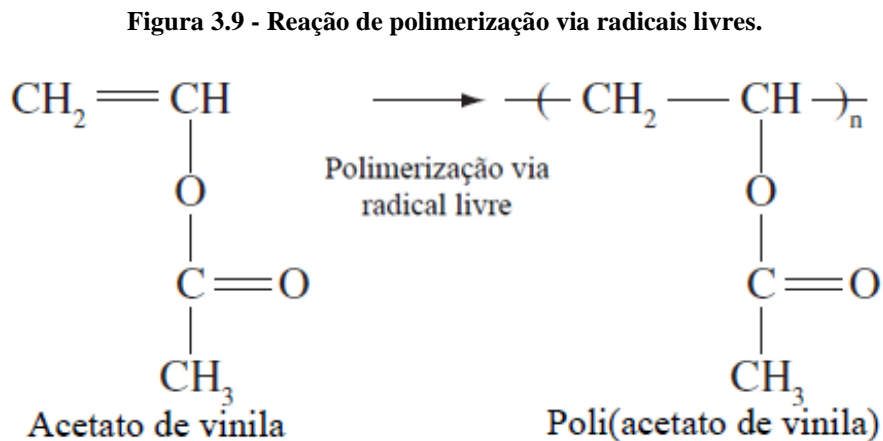 Figura 3.9 - Reação de polimerização via radicais livres.
CH₂ CH CH₂ CH n
Polimerização via
radical livre
O O
C O C O
CH₃ CH₃
Acetato de vinila Poli(acetato de vinila)